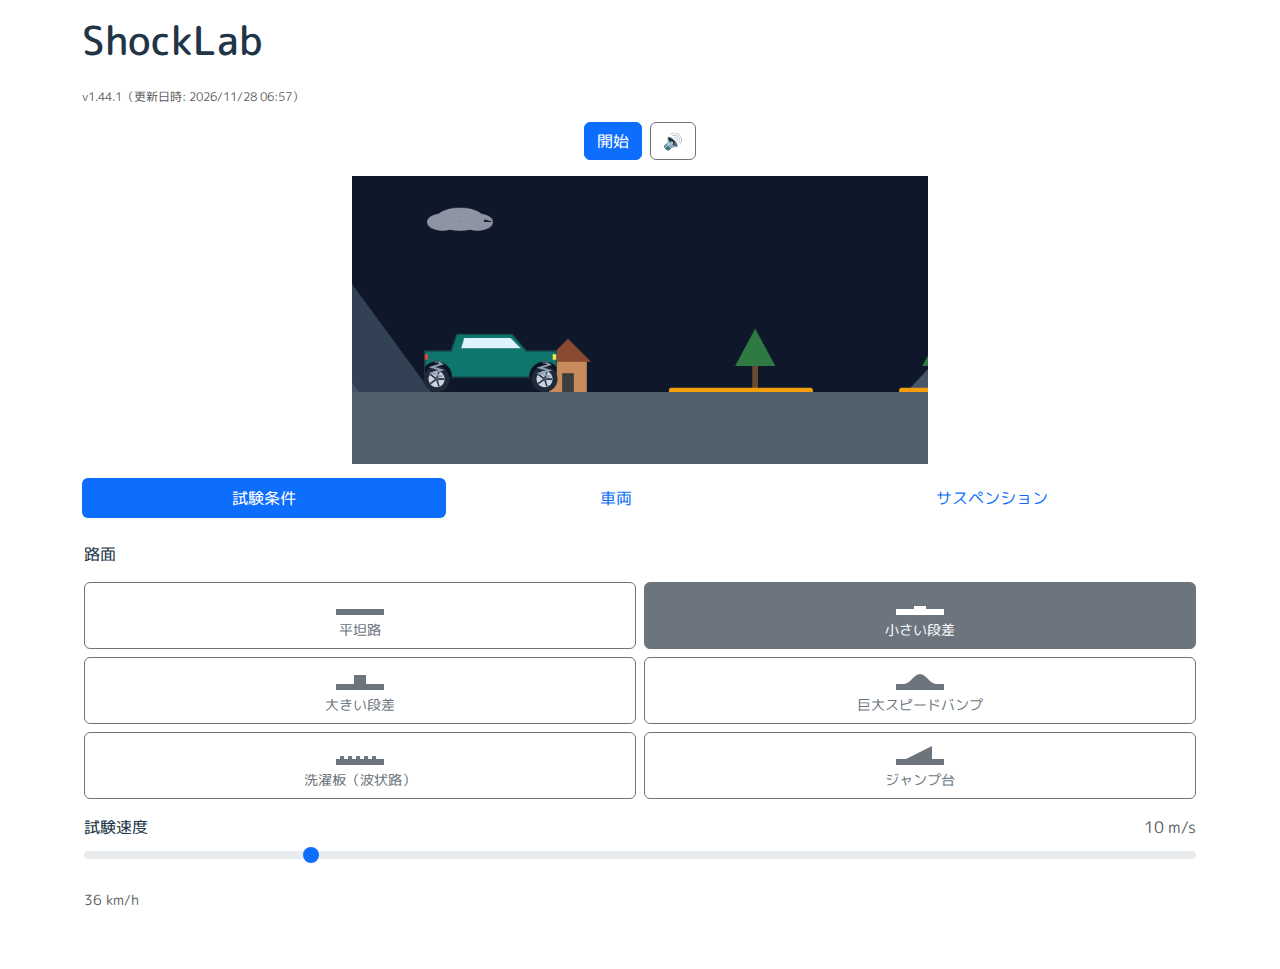 ShockLab
v1.44.1（更新日時: 2026/11/28 06:57）
開始
試験条件
車両
サスペンション
路面
平坦路
小さい段差
大きい段差
巨大スピードバンプ
洗濯板（波状路）
ジャンプ台
試験速度
10 m/s
36 km/h